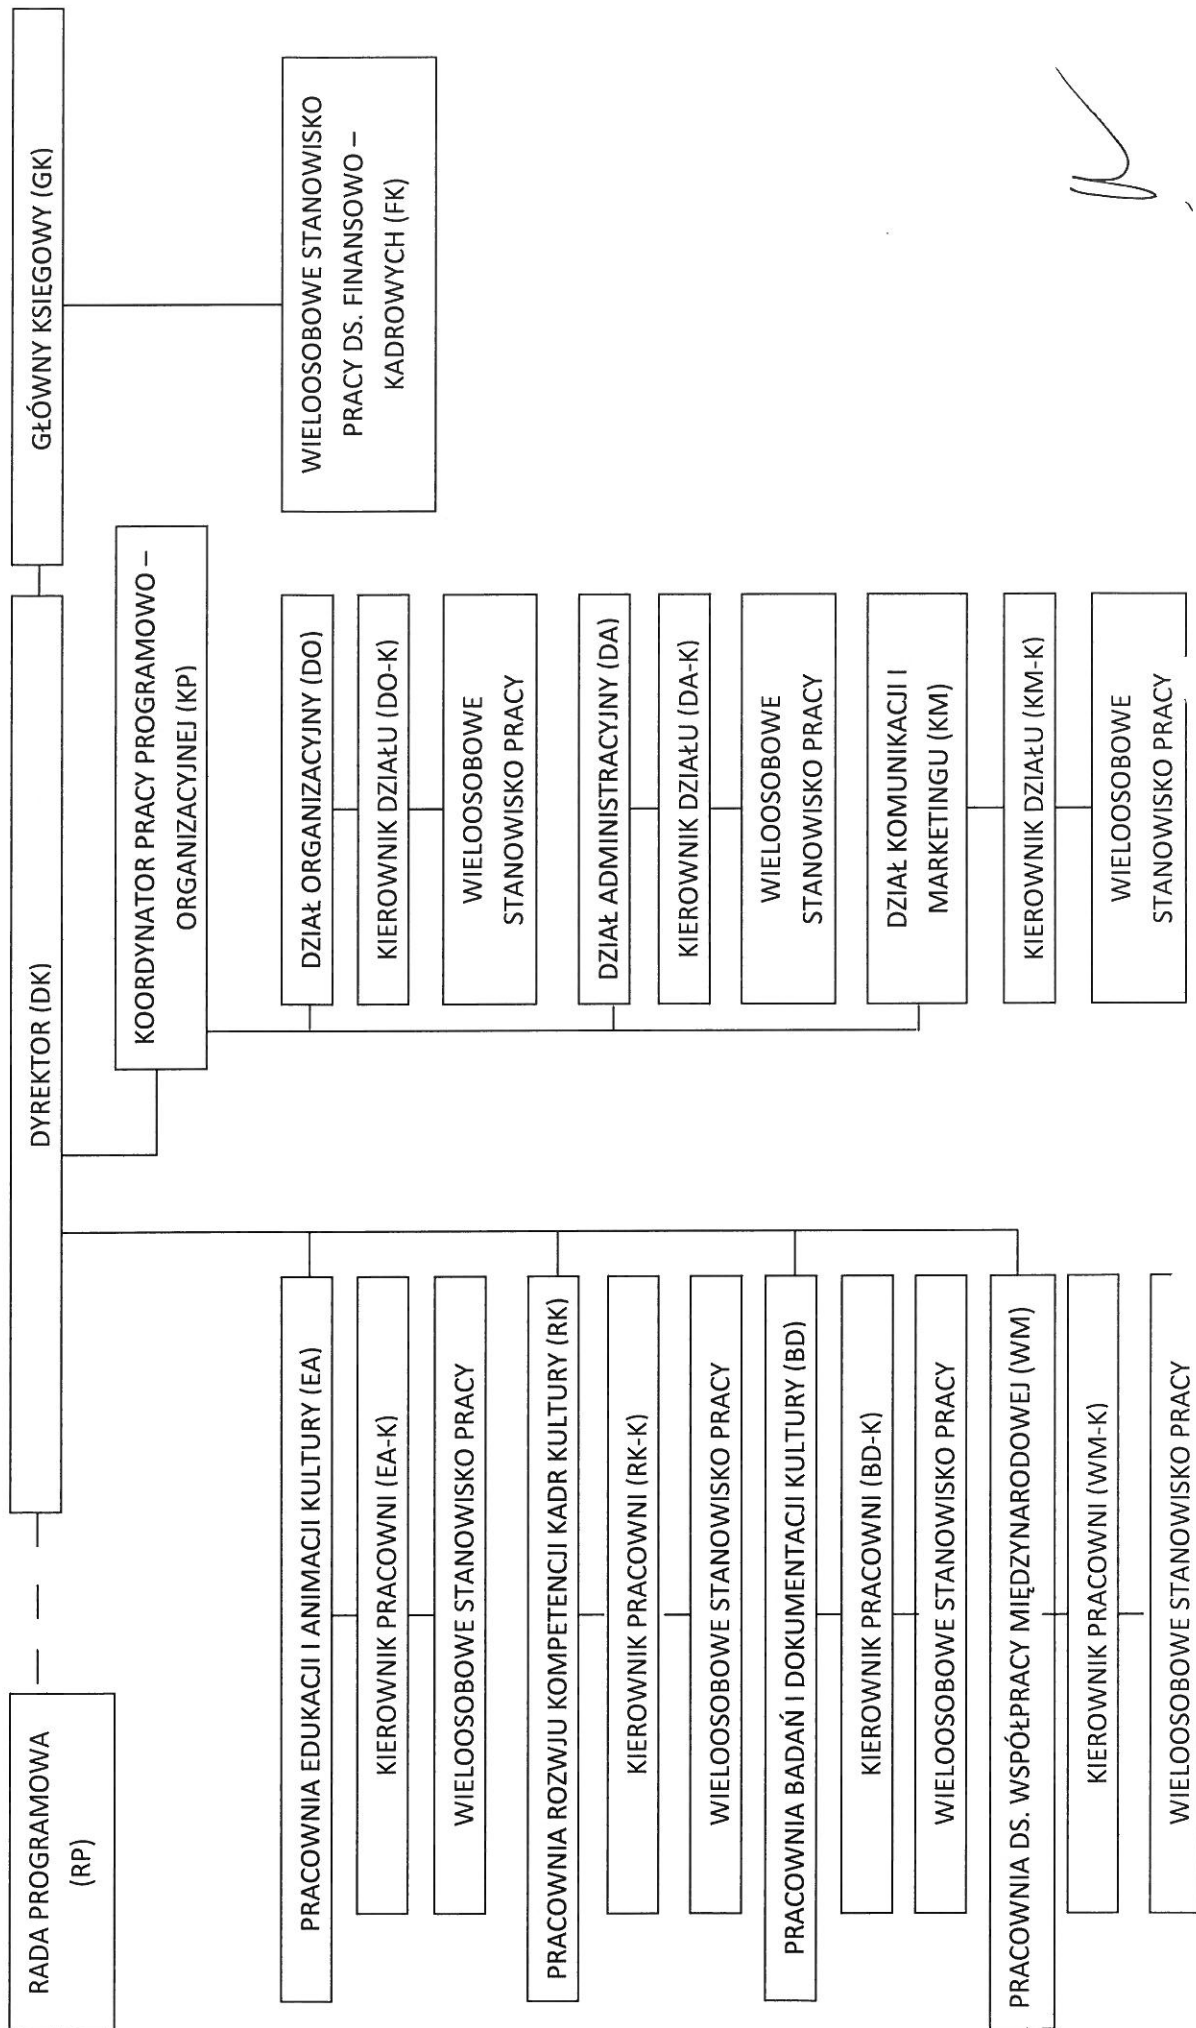 RADA PROGRAMOWA
(RP)
DYREKTOR (DK)
GŁÓWNY KSIEGOWY (GK)
KOORDYNATOR PRACY PROGRAMOWO –
ORGANIZACYJNEJ (KP)
WIELOOSOBOWE STANOWISKO
PRACY DS. FINANSOWO –
KADROWYCH (FK)
PRACOWNIA EDUKACJI I ANIMACJI KULTURY (EA)
KIEROWNIK PRACOWNI (EA-K)
WIELOOSOBOWE STANOWISKO PRACY
PRACOWNIA ROZWJU KOMPETENCJI KADR KULTURY (RK)
KIEROWNIK PRACOWNI (RK-K)
WIELOOSOBOWE STANOWISKO PRACY
PRACOWNIA BADAŃ I DOKUMENTACJI KULTURY (BD)
KIEROWNIK PRACOWNI (BD-K)
WIELOOSOBOWE STANOWISKO PRACY
PRACOWNIA DS. WSPÓŁPRACY MIĘDZYNARODOWEJ (WM)
KIEROWNIK PRACOWNI (WM-K)
WIELOOSOBOWE STANOWISKO PRACY
DZIAŁ ORGANIZACYJNY (DO)
KIEROWNIK DZIAŁU (DO-K)
WIELOOSOBOWE
STANOWISKO PRACY
DZIAŁ ADMINISTRACYJNY (DA)
KIEROWNIK DZIAŁU (DA-K)
WIELOOSOBOWE
STANOWISKO PRACY
DZIAŁ KOMUNIKACJI I
MARKETINGU (KM)
KIEROWNIK DZIAŁU (KM-K)
WIELOOSOBOWE
STANOWISKO PRACY